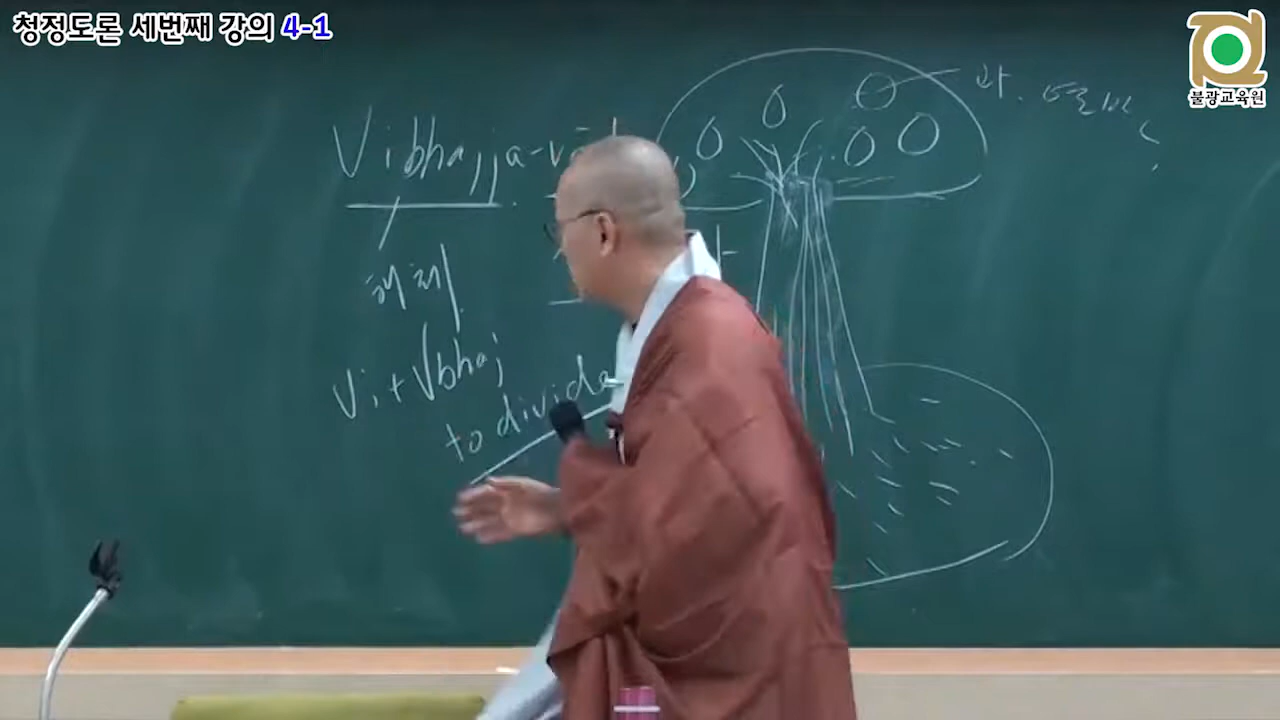 청정도론 세번째 강의 4-1
불광교육원
Vibhajja-vā
해체
Vi + √bhaj
to divide